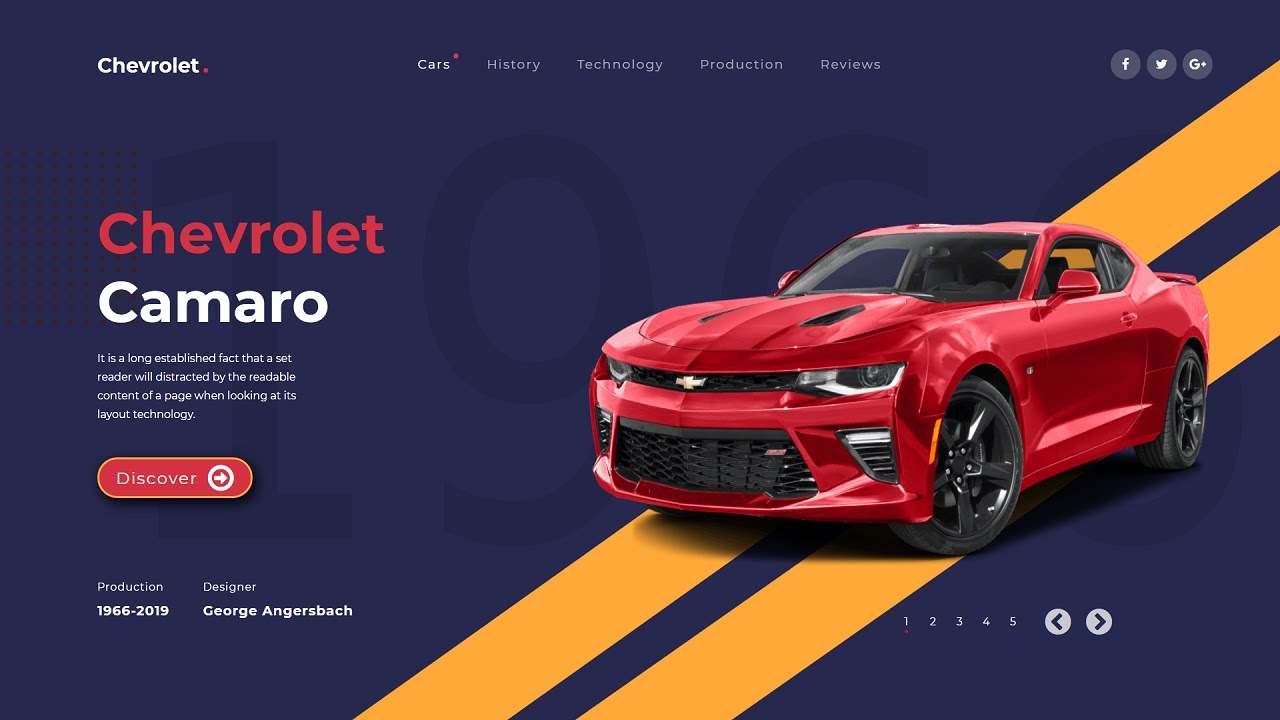 Chevrolet.
Cars
History
Technology
Production
Reviews
1966
Chevrolet
Camaro
It is a long established fact that a set
reader will distracted by the readable
content of a page when looking at its
layout technology.
Discover
Production
Designer
1966-2019
George Angersbach
1 2 3 4 5